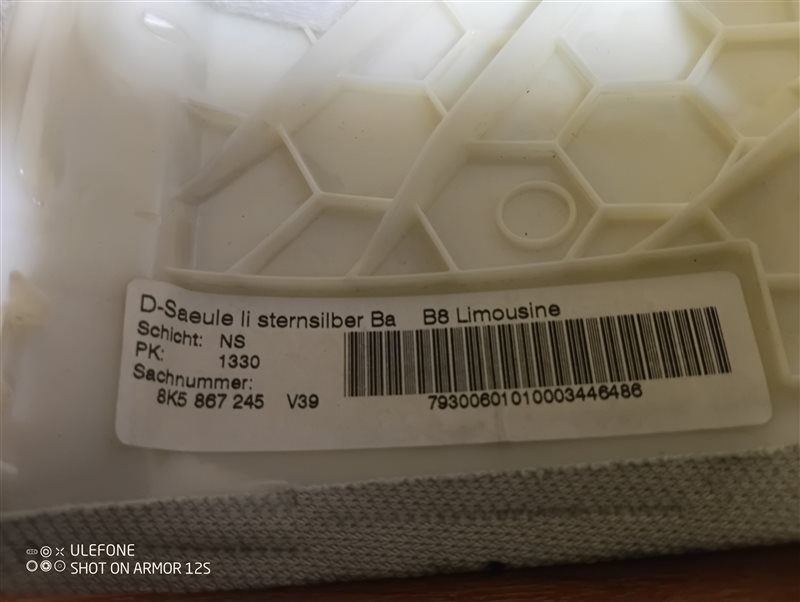 D-Saeule li sternsilber Ba B8 Limousine
Schicht: NS
PK: 1330
Sachnummer:
8K5 867 245 V39
79300601010003446486
ULEFONE
SHOT ON ARMOR 12S